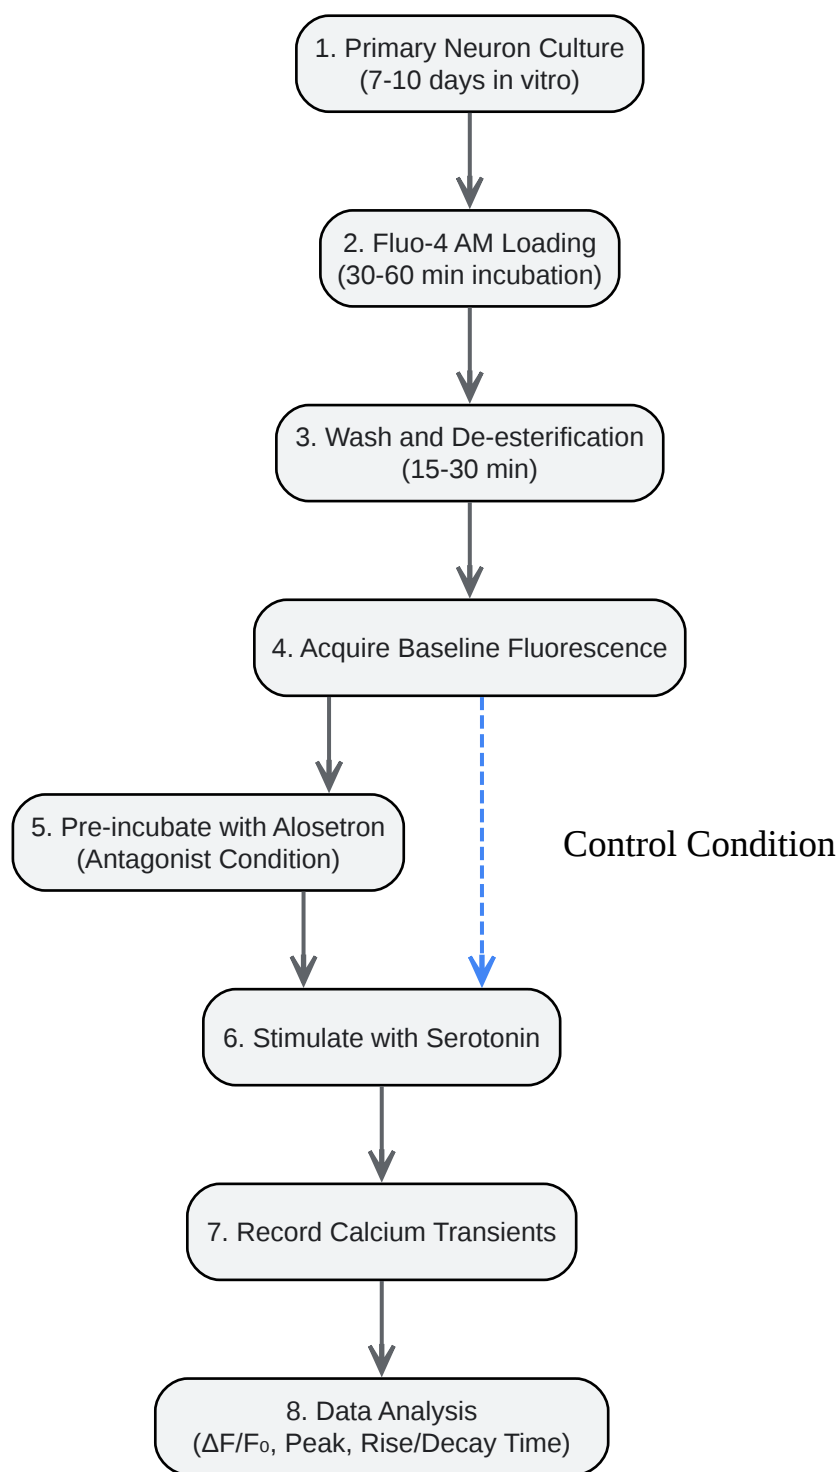 1. Primary Neuron Culture
(7-10 days in vitro)
2. Fluo-4 AM Loading
(30-60 min incubation)
3. Wash and De-esterification
(15-30 min)
4. Acquire Baseline Fluorescence
5. Pre-incubate with Alosetron
(Antagonist Condition)
Control Condition
6. Stimulate with Serotonin
7. Record Calcium Transients
8. Data Analysis
(ΔF/F₀, Peak, Rise/Decay Time)